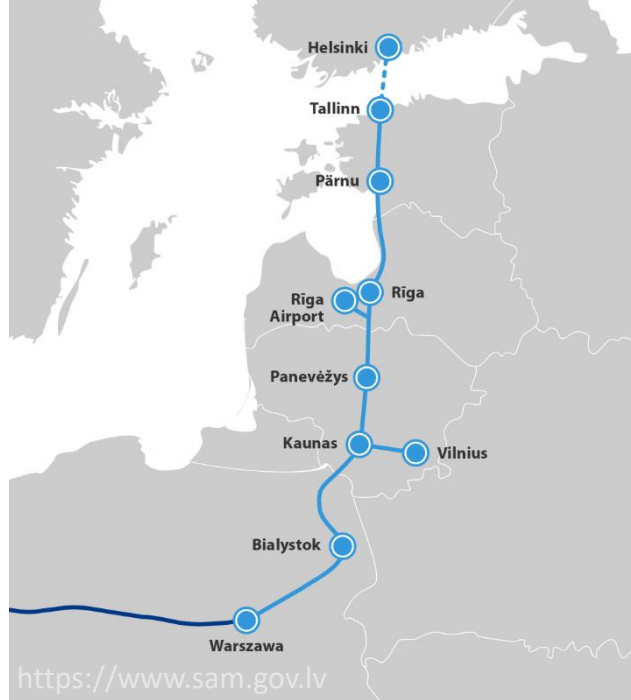 Helsinki
Tallinn
Pärnu
Rīga
Rīga
Airport
Panevėžys
Kaunas
Vilnius
Bialystok
Warszawa
https://www.sam.gov.lv